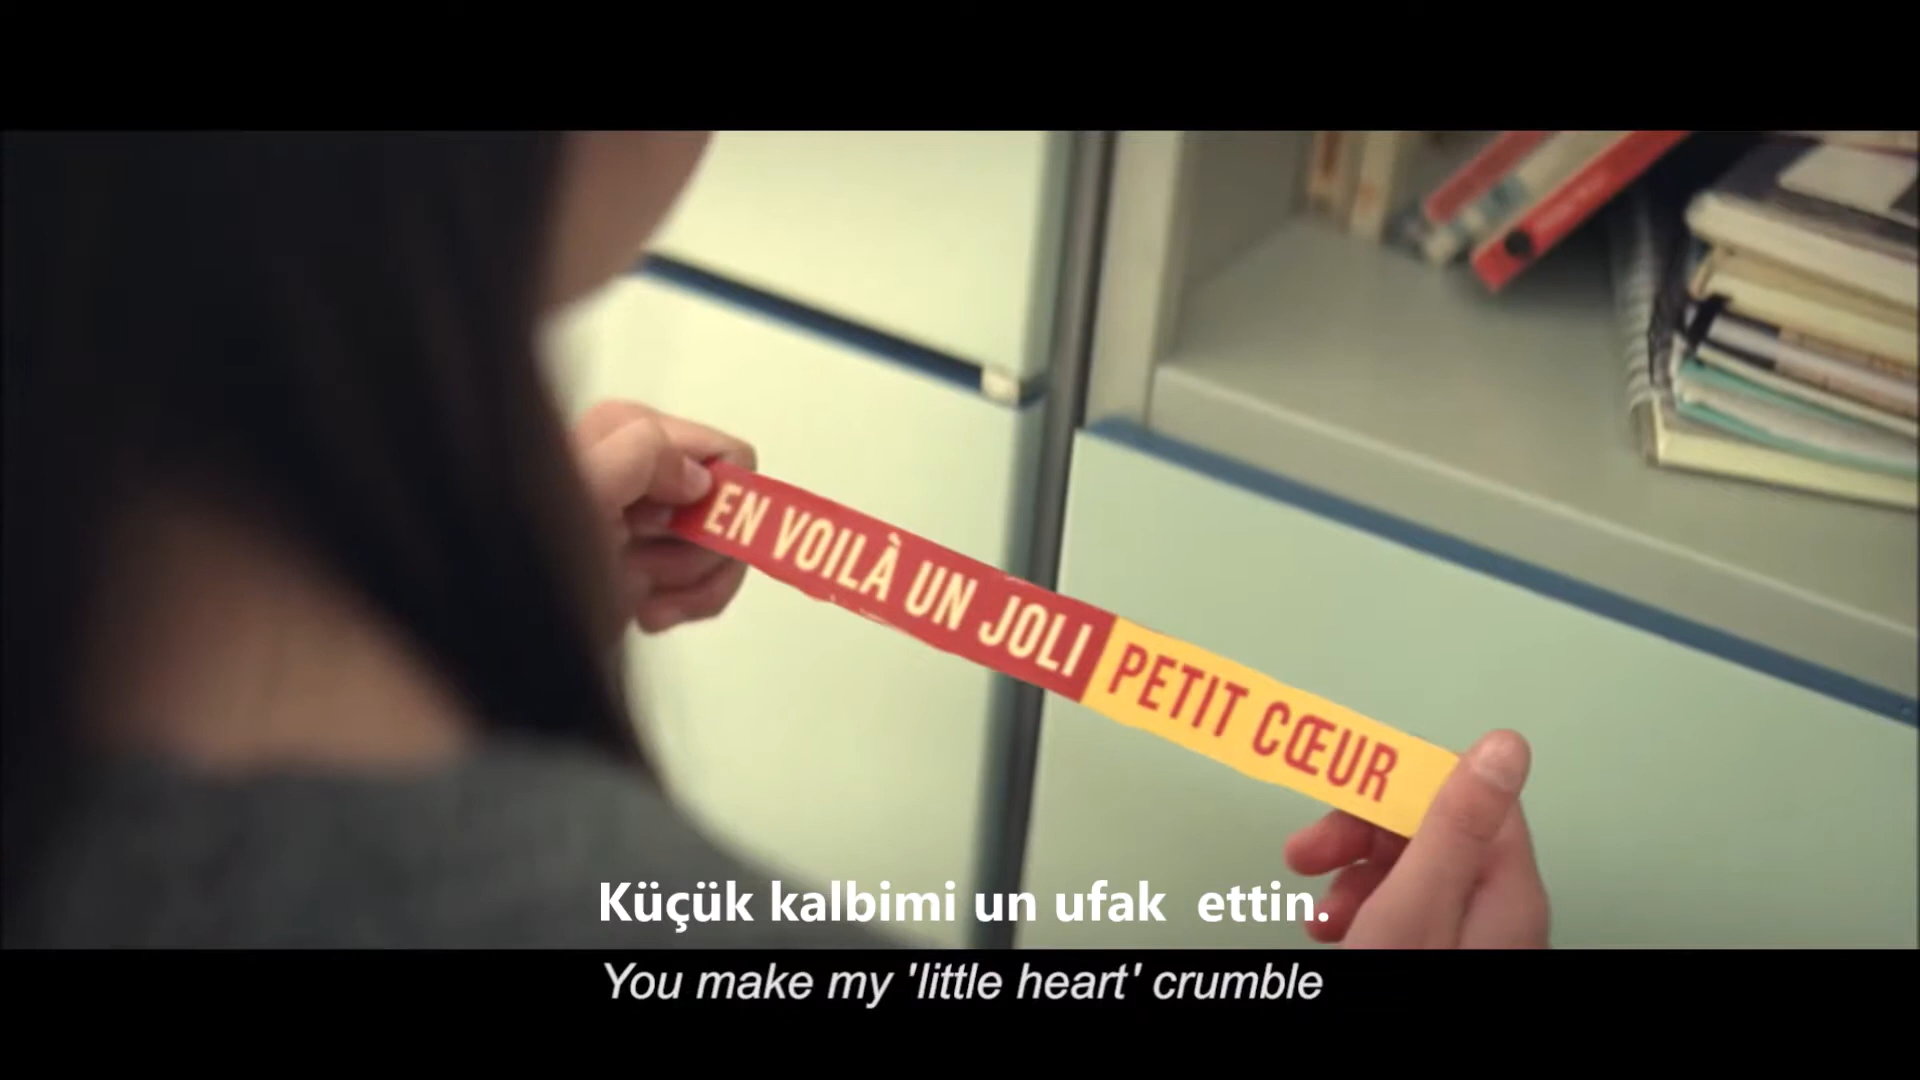 EN VOILÀ UN JOLI PETIT CŒUR
Küçük kalbimi un ufak  ettin.
You make my 'little heart' crumble